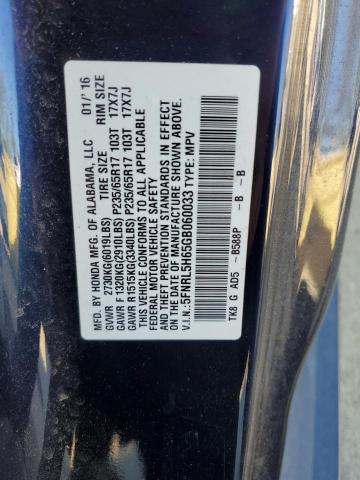 MFD. BY HONDA MFG. OF ALABAMA, LLC 01/'16
TIRE SIZE RIM SIZE
GVWR 2730KG(6019LBS)
GAWR F 1320KG(2910LBS) P235/65R17 103T 17X7J
GAWR R 1515KG(3340LBS) P235/65R17 103T 17X7J
THIS VEHICLE CONFORMS TO ALL APPLICABLE
FEDERAL MOTOR VEHICLE SAFETY
AND THEFT PREVENTION STANDARDS IN EFFECT
ON THE DATE OF MANUFACTURE SHOWN ABOVE.
V.I.N.:5FNRL5H65GB060033 TYPE: MPV
TK8 G AD5 - B588P - B - B